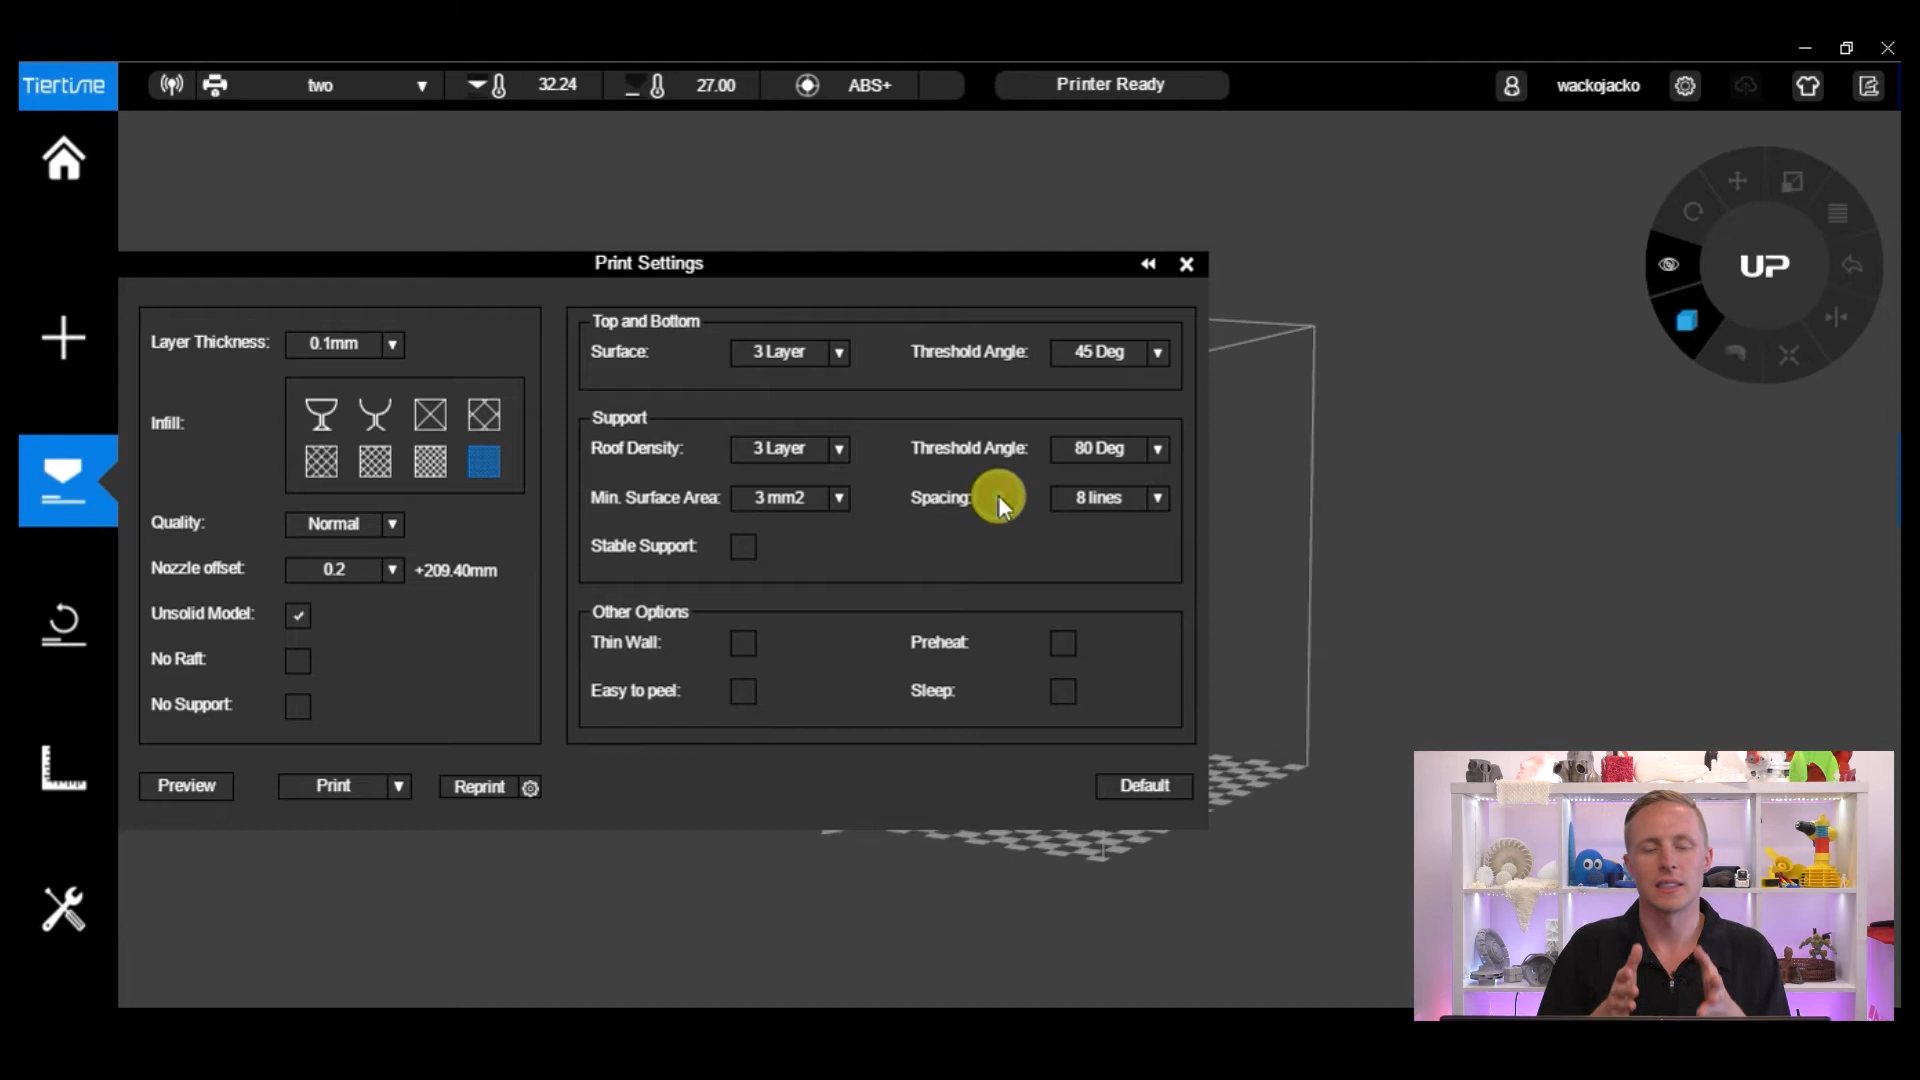 Tiertime
two
32.24
27.00
ABS+
Printer Ready
wackojacko
UP
Print Settings
Layer Thickness: 0.1mm
Infill:
Quality: Normal
Nozzle offset: 0.2 +209.40mm
Unsolid Model:
No Raft:
No Support:
Top and Bottom
Surface: 3 Layer Threshold Angle: 45 Deg
Support
Roof Density: 3 Layer Threshold Angle: 80 Deg
Min. Surface Area: 3 mm2 Spacing: 8 lines
Stable Support:
Other Options
Thin Wall: Preheat:
Easy to peel: Sleep:
Preview Print Reprint Default